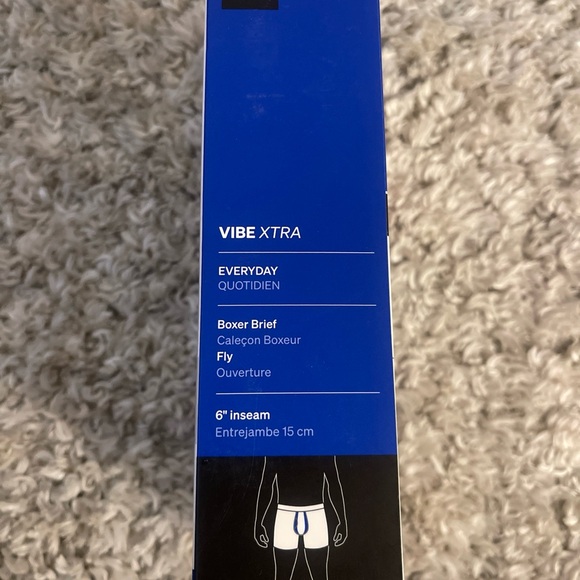 VIBE XTRA
EVERYDAY
QUOTIDIEN
Boxer Brief
Caleçon Boxeur
Fly
Ouverture
6" inseam
Entrejambe 15 cm